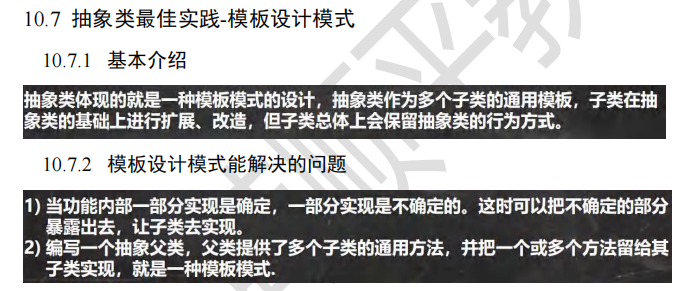 10.7 抽象类最佳实践-模板设计模式
10.7.1 基本介绍
抽象类体现的就是一种模板模式的设计，抽象类作为多个子类的通用模板，子类在抽
象类的基础上进行扩展、改造，但子类总体上会保留抽象类的行为方式。
10.7.2 模板设计模式能解决的问题
1) 当功能内部一部分实现是确定，一部分实现是不确定的。这时可以把不确定的部分
暴露出去，让子类去实现。
2) 编写一个抽象父类，父类提供了多个子类的通用方法，并把一个或多个方法留给其
子类实现，就是一种模板模式.